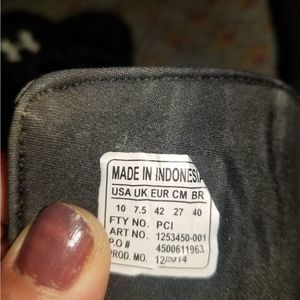 MADE IN INDONESIA
USA UK EUR CM BR
10 7.5 42 27 40
FTY NO. PCI
ART NO. 1253450-001
P.O # 4500611963
PROD. MO. 12/2014